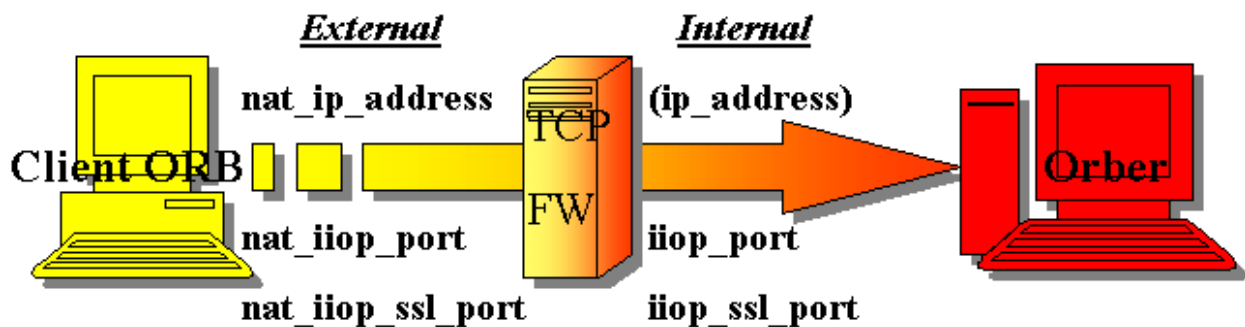 External
Internal
nat_ip_address
(ip_address)
TCP
Client ORB
Orber
FW
nat_iiop_port
iiop_port
nat_iiop_ssl_port
iiop_ssl_port